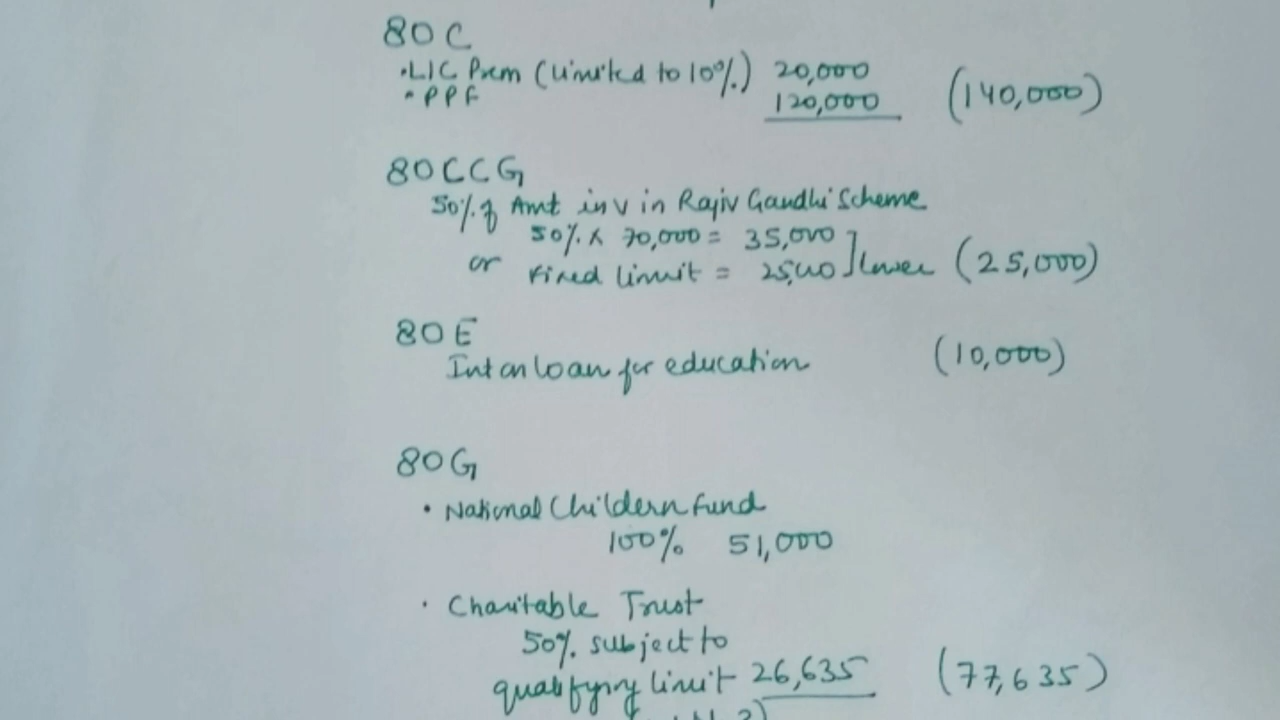 80C
·LIC Prem (Limited to 10%) 20,000
· PPF 120,000 (140,000)
80CCG
50% of Amt inv in Rajiv Gandhi Scheme
50% x 70,000 = 35,000
or Fixed limit = 25,000 ] lower (25,000)
80E
Int on loan for education (10,000)
80G
· National Childern Fund
100% 51,000
· Charitable Trust
50% subject to
qualifying limit 26,635 (77,635)